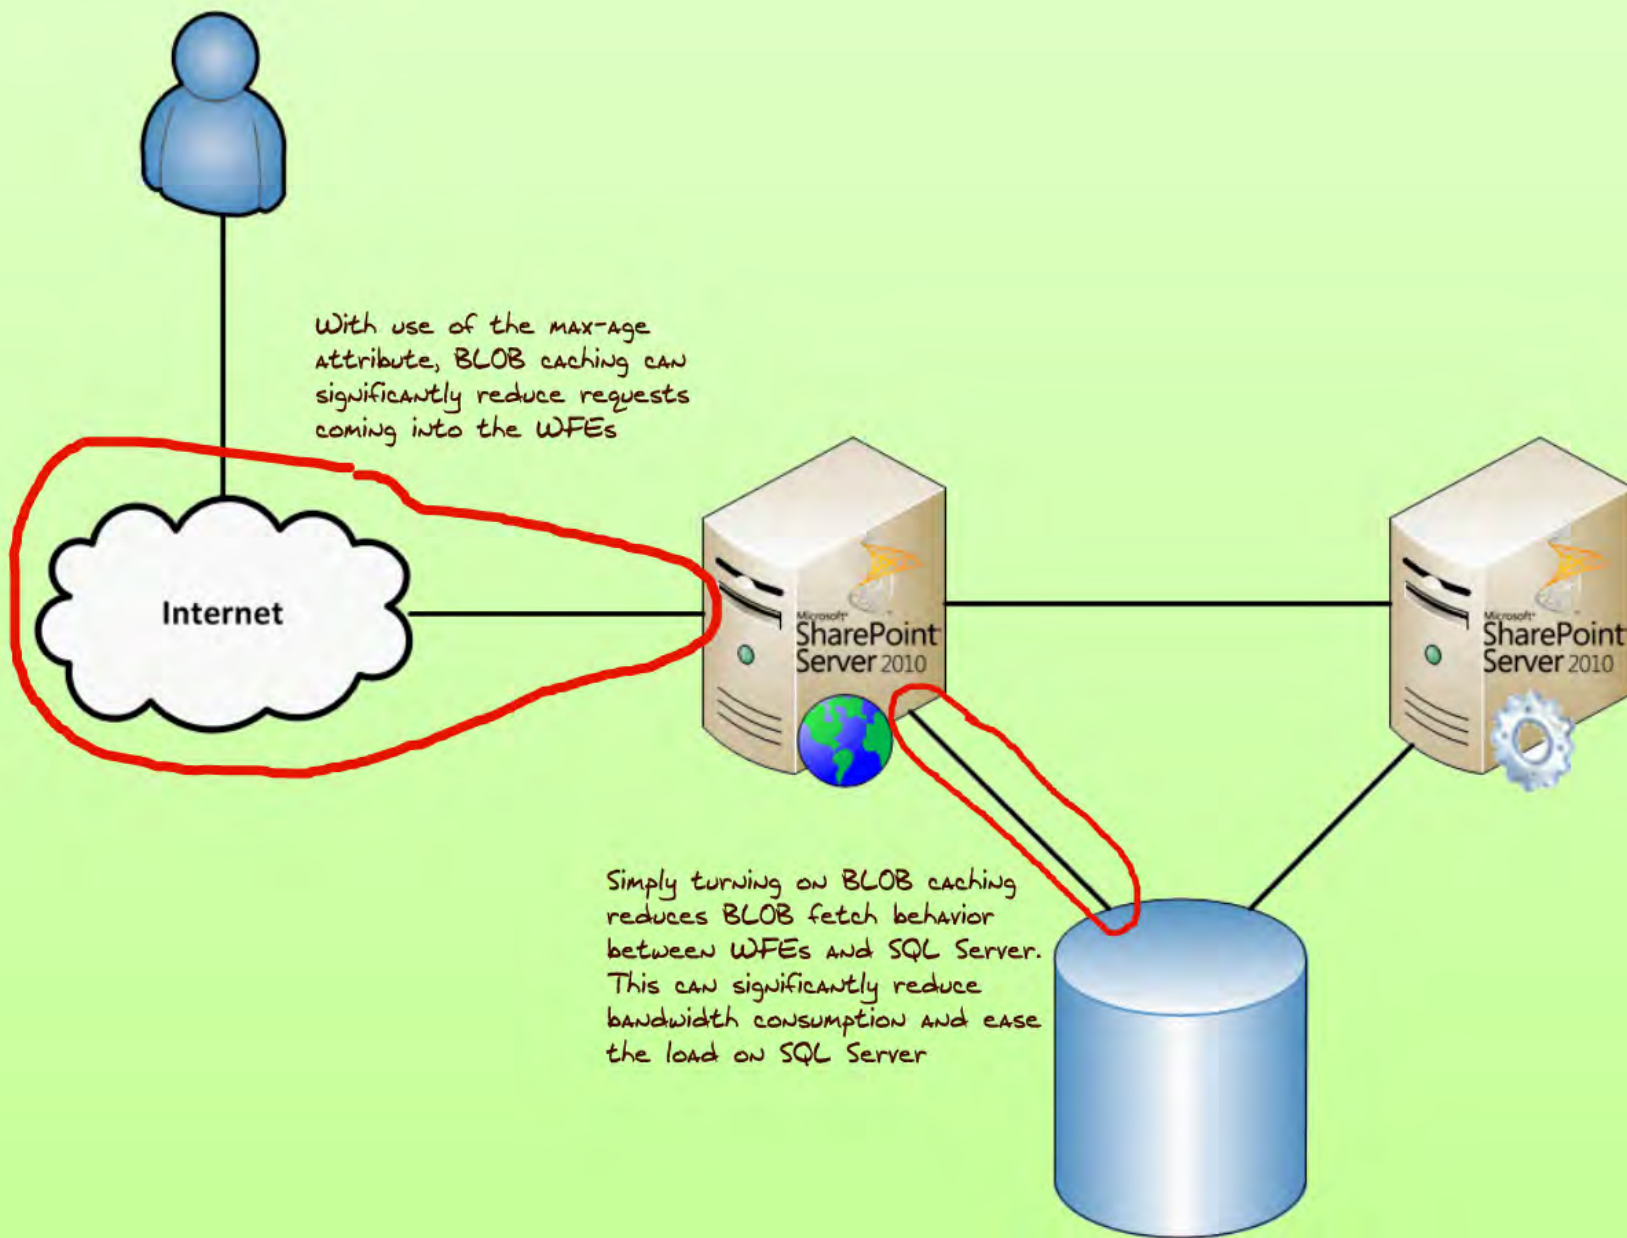 With use of the max-age
attribute, BLOB caching can
significantly reduce requests
coming into the WFEs
Internet
Microsoft®
SharePoint
Server 2010
Microsoft®
SharePoint
Server 2010
Simply turning on BLOB caching
reduces BLOB fetch behavior
between WFEs and SQL Server.
This can significantly reduce
bandwidth consumption and ease
the load on SQL Server